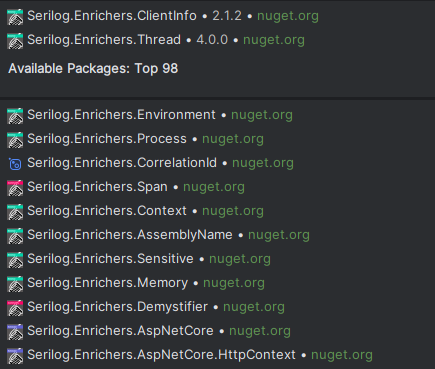 Serilog.Enrichers.ClientInfo • 2.1.2 • nuget.org
Serilog.Enrichers.Thread • 4.0.0 • nuget.org
Available Packages: Top 98
Serilog.Enrichers.Environment • nuget.org
Serilog.Enrichers.Process • nuget.org
Serilog.Enrichers.CorrelationId • nuget.org
Serilog.Enrichers.Span • nuget.org
Serilog.Enrichers.Context • nuget.org
Serilog.Enrichers.AssemblyName • nuget.org
Serilog.Enrichers.Sensitive • nuget.org
Serilog.Enrichers.Memory • nuget.org
Serilog.Enrichers.Demystifier • nuget.org
Serilog.Enrichers.AspNetCore • nuget.org
Serilog.Enrichers.AspNetCore.HttpContext • nuget.org